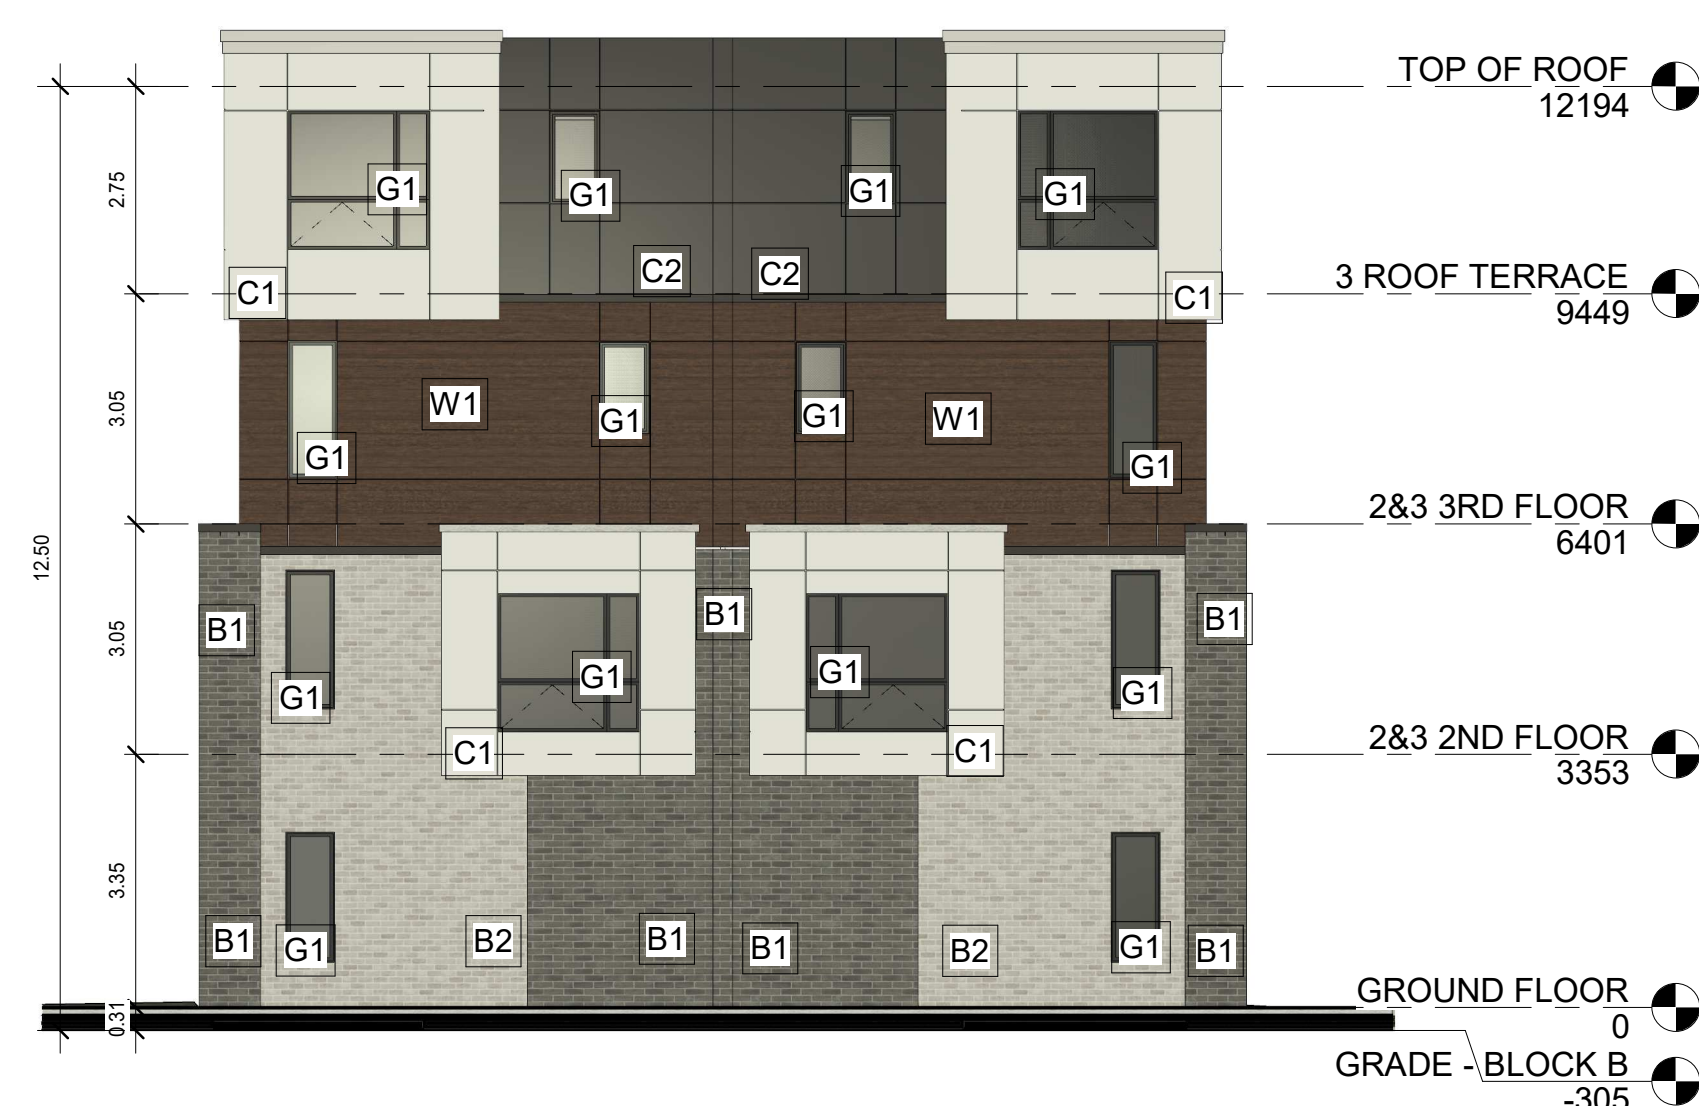 TOP OF ROOF
12194
2.75
G1
G1
G1
G1
C2
C2
C1
C1
3 ROOF TERRACE
9449
3.05
W1
G1
G1
W1
G1
G1
2&3 3RD FLOOR
6401
12.50
3.05
B1
B1
B1
G1
G1
G1
G1
C1
C1
2&3 2ND FLOOR
3353
3.35
B1
G1
B2
B1
B1
B2
G1
B1
GROUND FLOOR
0
0.31
GRADE - BLOCK B
-305